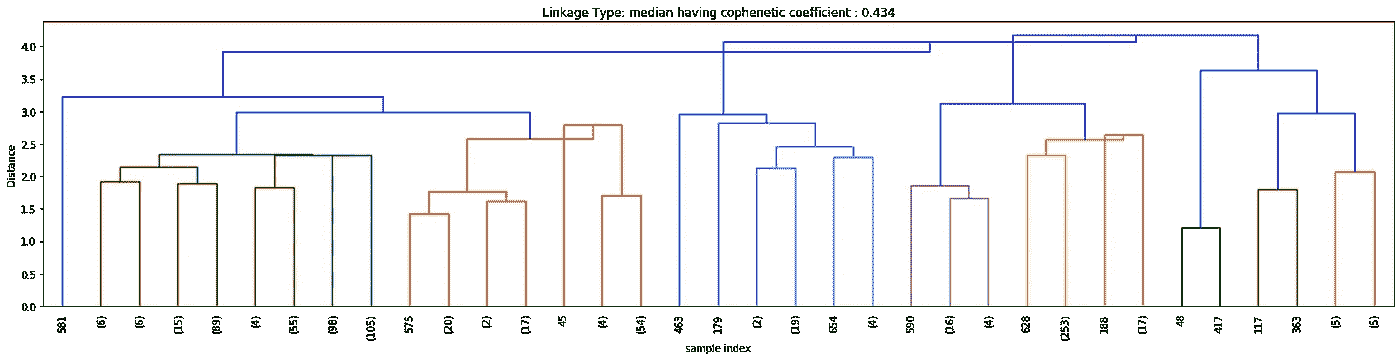 Linkage Type: median having cophenetic coefficient : 0.434
4.0
3.5
3.0
2.5
2.0
1.5
1.0
0.5
0.0
Distance
581 (6) (6) (15) (89) (4) (55) (98) (105) 575 (20) (2) (17) 45 (4) (54) 463 179 (2) (19) 654 (4) 590 (16) (4) 628 (253) 188 (17) 48 417 117 363 (5) (5)
sample index